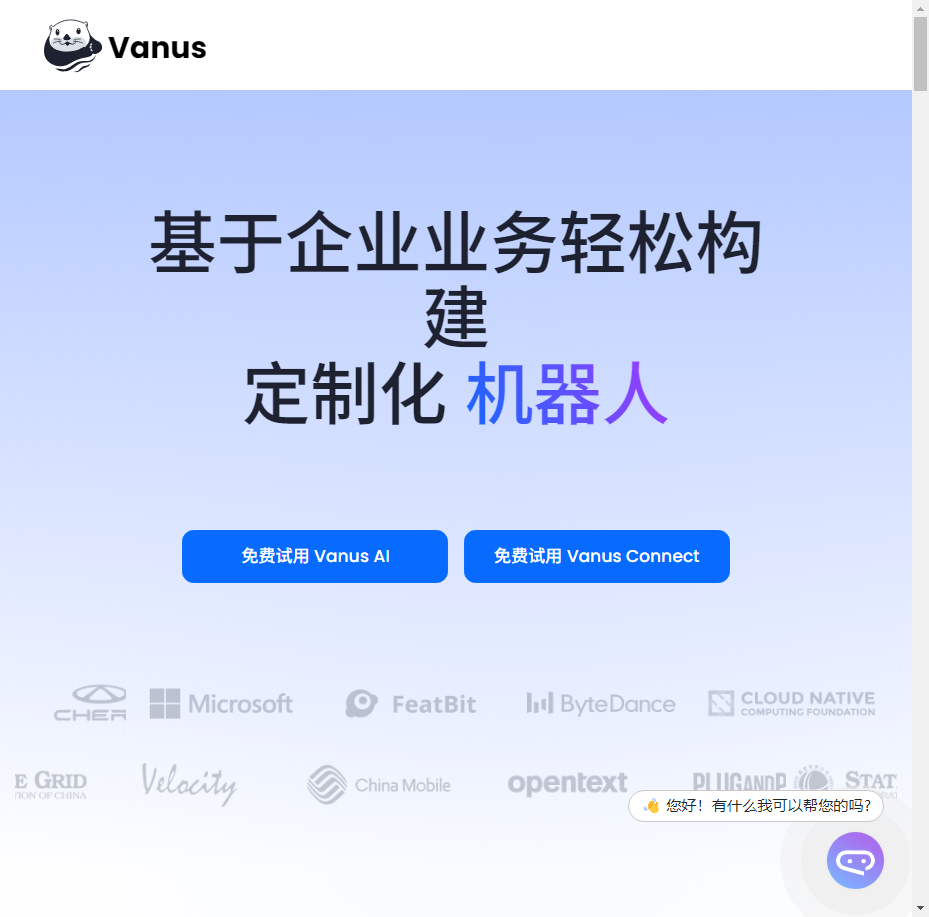 Vanus
基于企业业务轻松构
建
定制化 机器人
免费试用 Vanus AI
免费试用 Vanus Connect
CHER
Microsoft
FeatBit
ByteDance
CLOUD NATIVE
COMPUTING FOUNDATION
E GRID
TION OF CHINA
Velocity
China Mobile
opentext
PLUGANDP
STAT
👋 您好！有什么我可以帮您的吗?